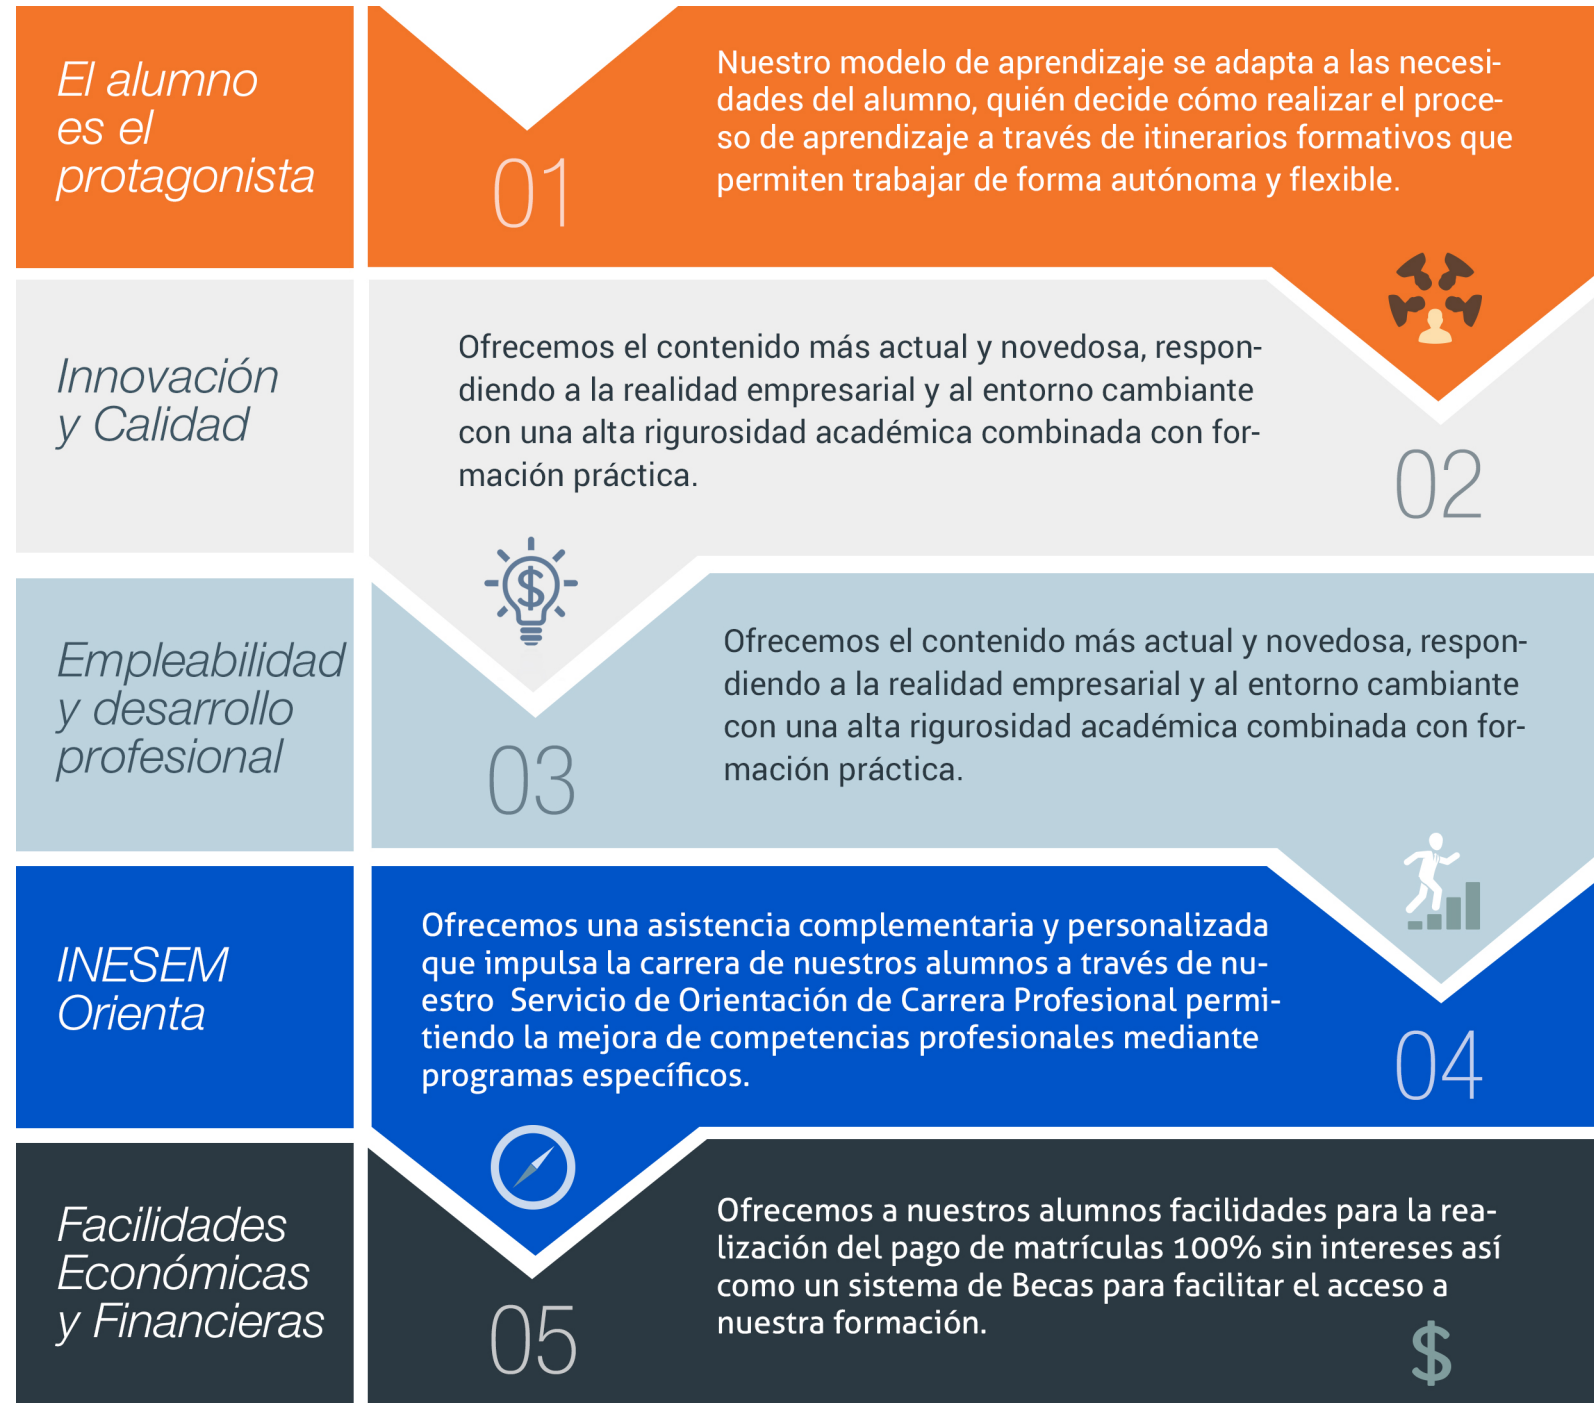 El alumno
es el
protagonista
01
Nuestro modelo de aprendizaje se adapta a las necesi-
dades del alumno, quién decide cómo realizar el proce-
so de aprendizaje a través de itinerarios formativos que
permiten trabajar de forma autónoma y flexible.
Innovación
y Calidad
Ofrecemos el contenido más actual y novedosa, respon-
diendo a la realidad empresarial y al entorno cambiante
con una alta rigurosidad académica combinada con for-
mación práctica.
02
$
Empleabilidad
y desarrollo
profesional
03
Ofrecemos el contenido más actual y novedosa, respon-
diendo a la realidad empresarial y al entorno cambiante
con una alta rigurosidad académica combinada con for-
mación práctica.
INESEM
Orienta
Ofrecemos una asistencia complementaria y personalizada
que impulsa la carrera de nuestros alumnos a través de nu-
estro  Servicio de Orientación de Carrera Profesional permi-
tiendo la mejora de competencias profesionales mediante
programas específicos.
04
Facilidades
Económicas
y Financieras
05
Ofrecemos a nuestros alumnos facilidades para la rea-
lización del pago de matrículas 100% sin intereses así
como un sistema de Becas para facilitar el acceso a
nuestra formación.
$